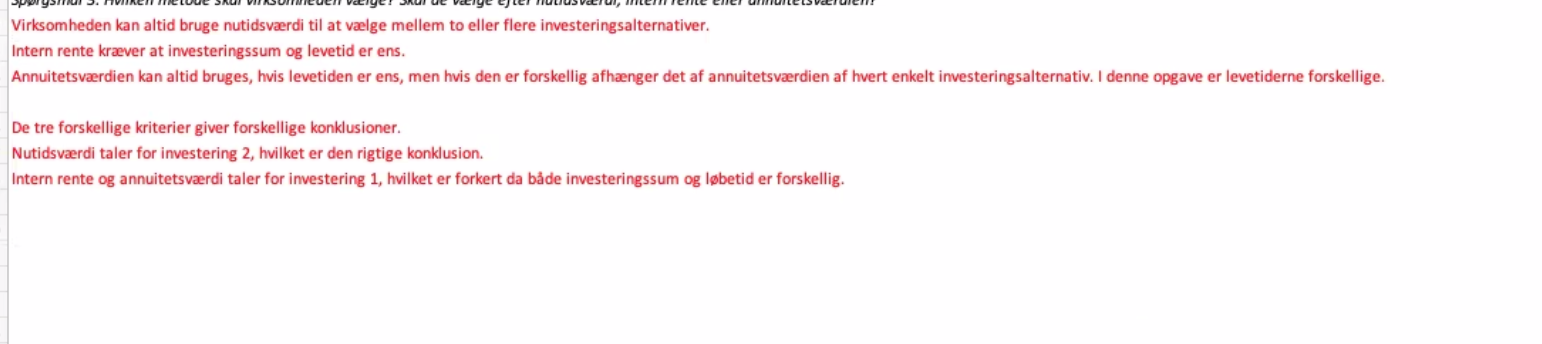 Spørgsmål 3: Hvilken metode skal virksomheden vælge? Skal de vælge efter nutidsværdi, intern rente eller annuitetsværdien?
Virksomheden kan altid bruge nutidsværdi til at vælge mellem to eller flere investeringsalternativer.
Intern rente kræver at investeringssum og levetid er ens.
Annuitetsværdien kan altid bruges, hvis levetiden er ens, men hvis den er forskellig afhænger det af annuitetsværdien af hvert enkelt investeringsalternativ. I denne opgave er levetiderne forskellige.
De tre forskellige kriterier giver forskellige konklusioner.
Nutidsværdi taler for investering 2, hvilket er den rigtige konklusion.
Intern rente og annuitetsværdi taler for investering 1, hvilket er forkert da både investeringssum og løbetid er forskellig.